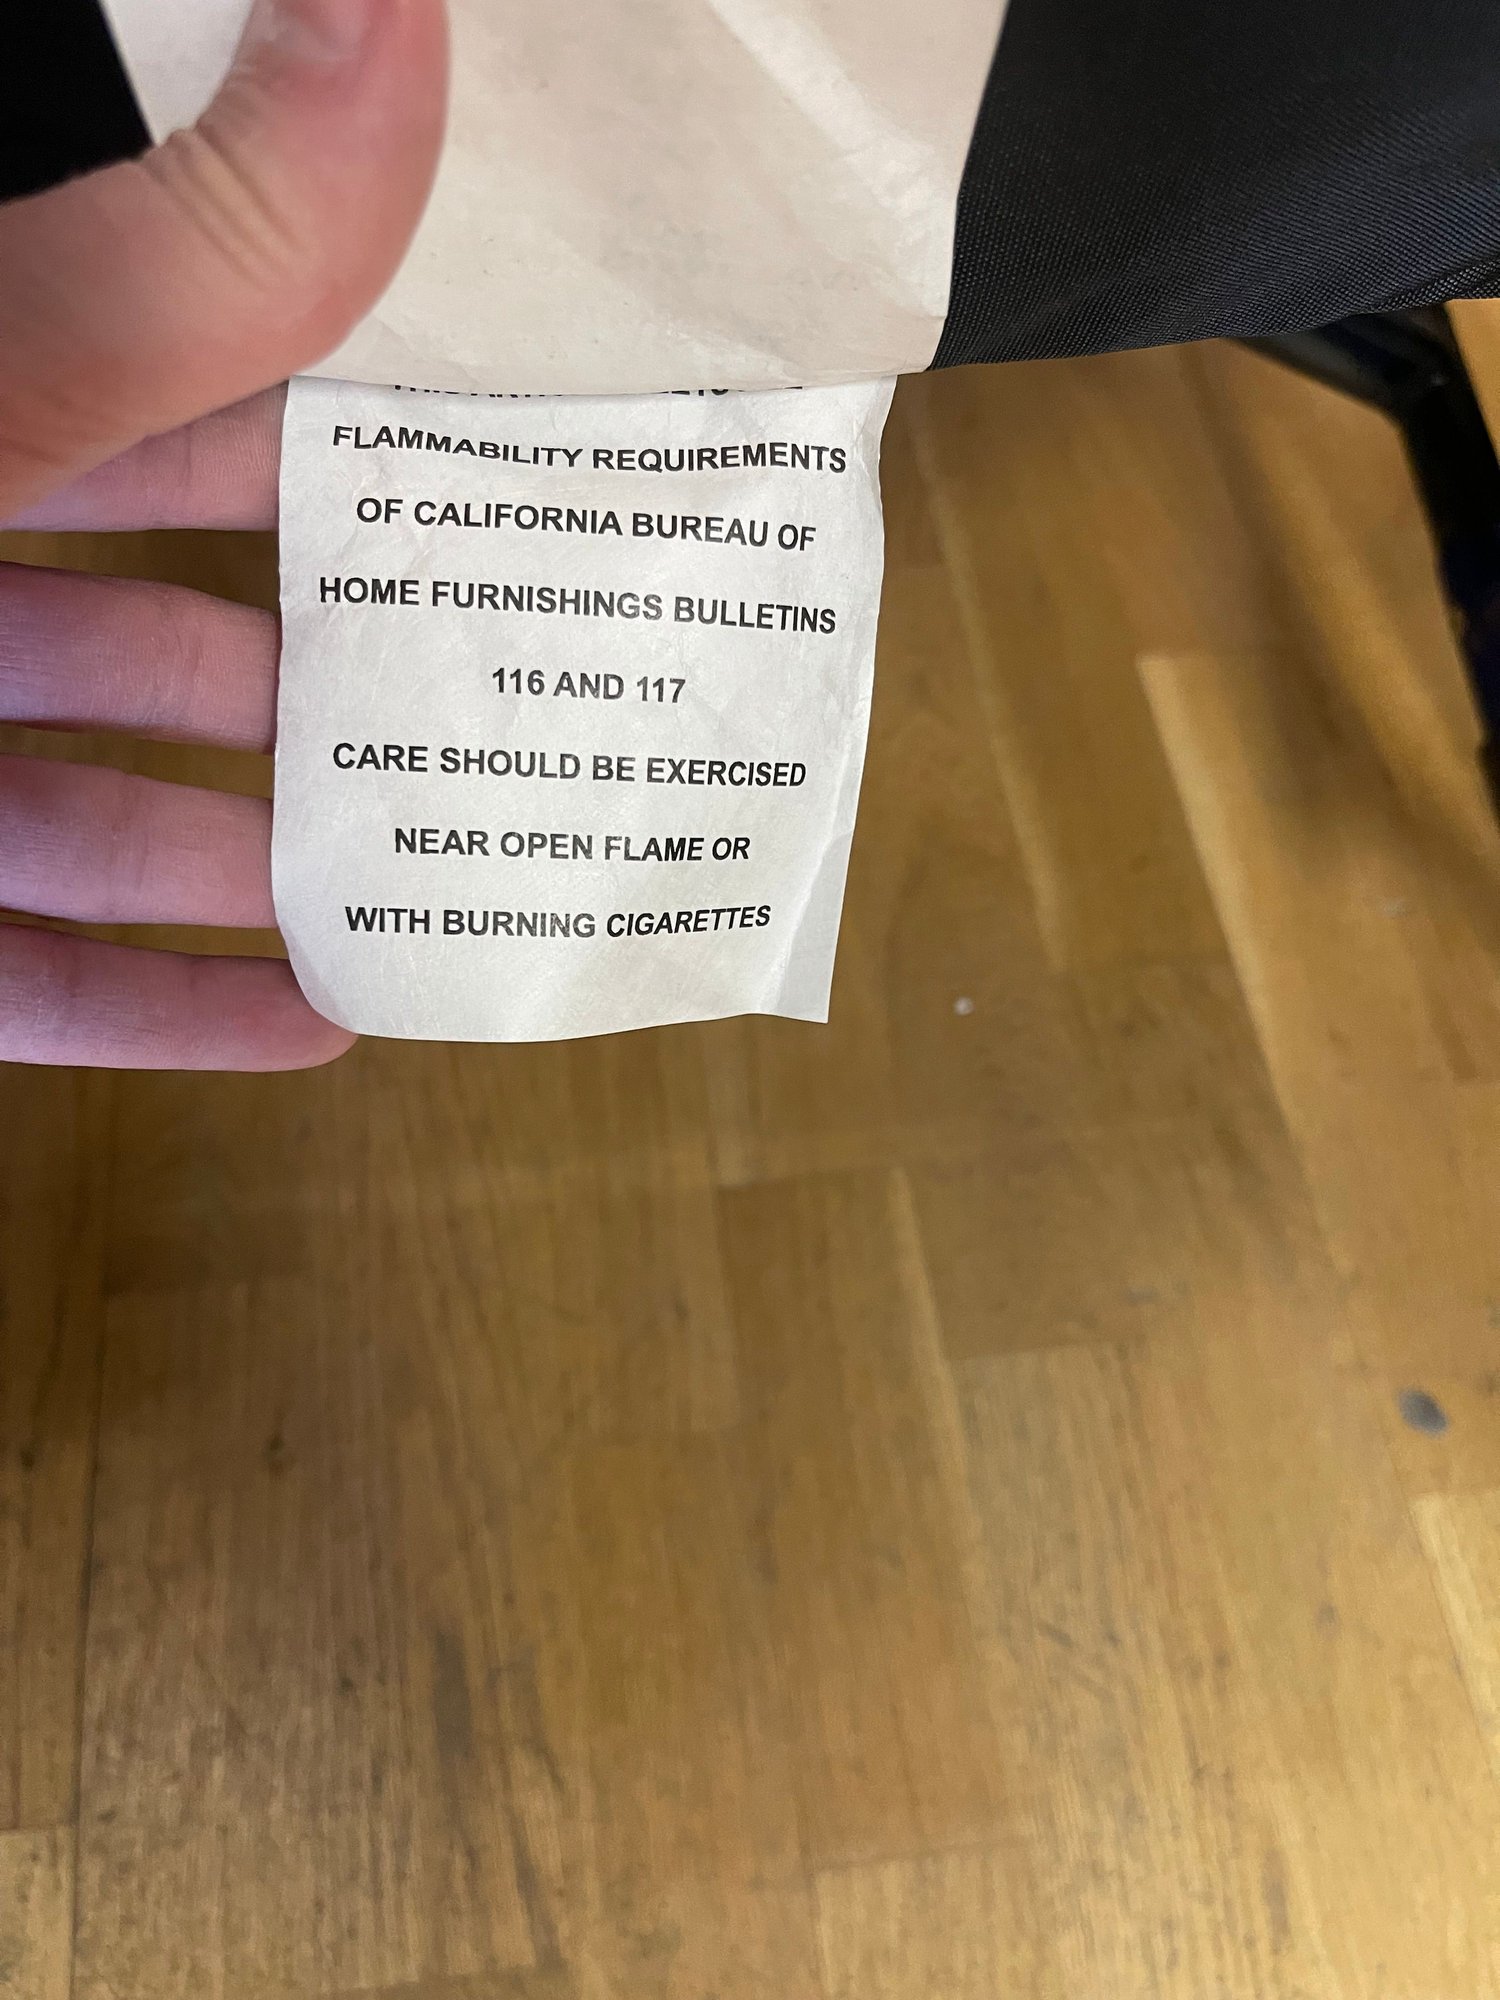 FLAMMABILITY REQUIREMENTS
OF CALIFORNIA BUREAU OF
HOME FURNISHINGS BULLETINS
116 AND 117
CARE SHOULD BE EXERCISED
NEAR OPEN FLAME OR
WITH BURNING CIGARETTES